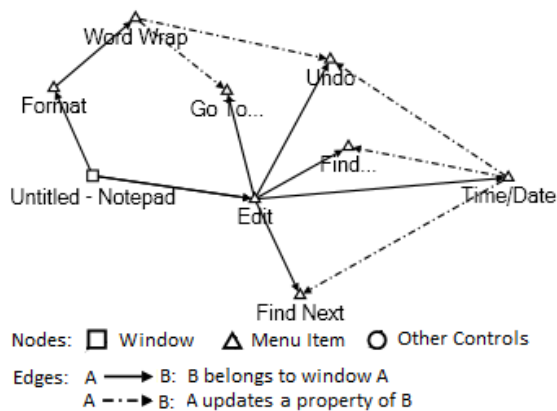 Word Wrap
Undo
Format
Go To...
Find...
Untitled - Notepad
Time/Date
Edit
Find Next
Nodes: Window Menu Item Other Controls
Edges: A B: B belongs to window A
A B: A updates a property of B